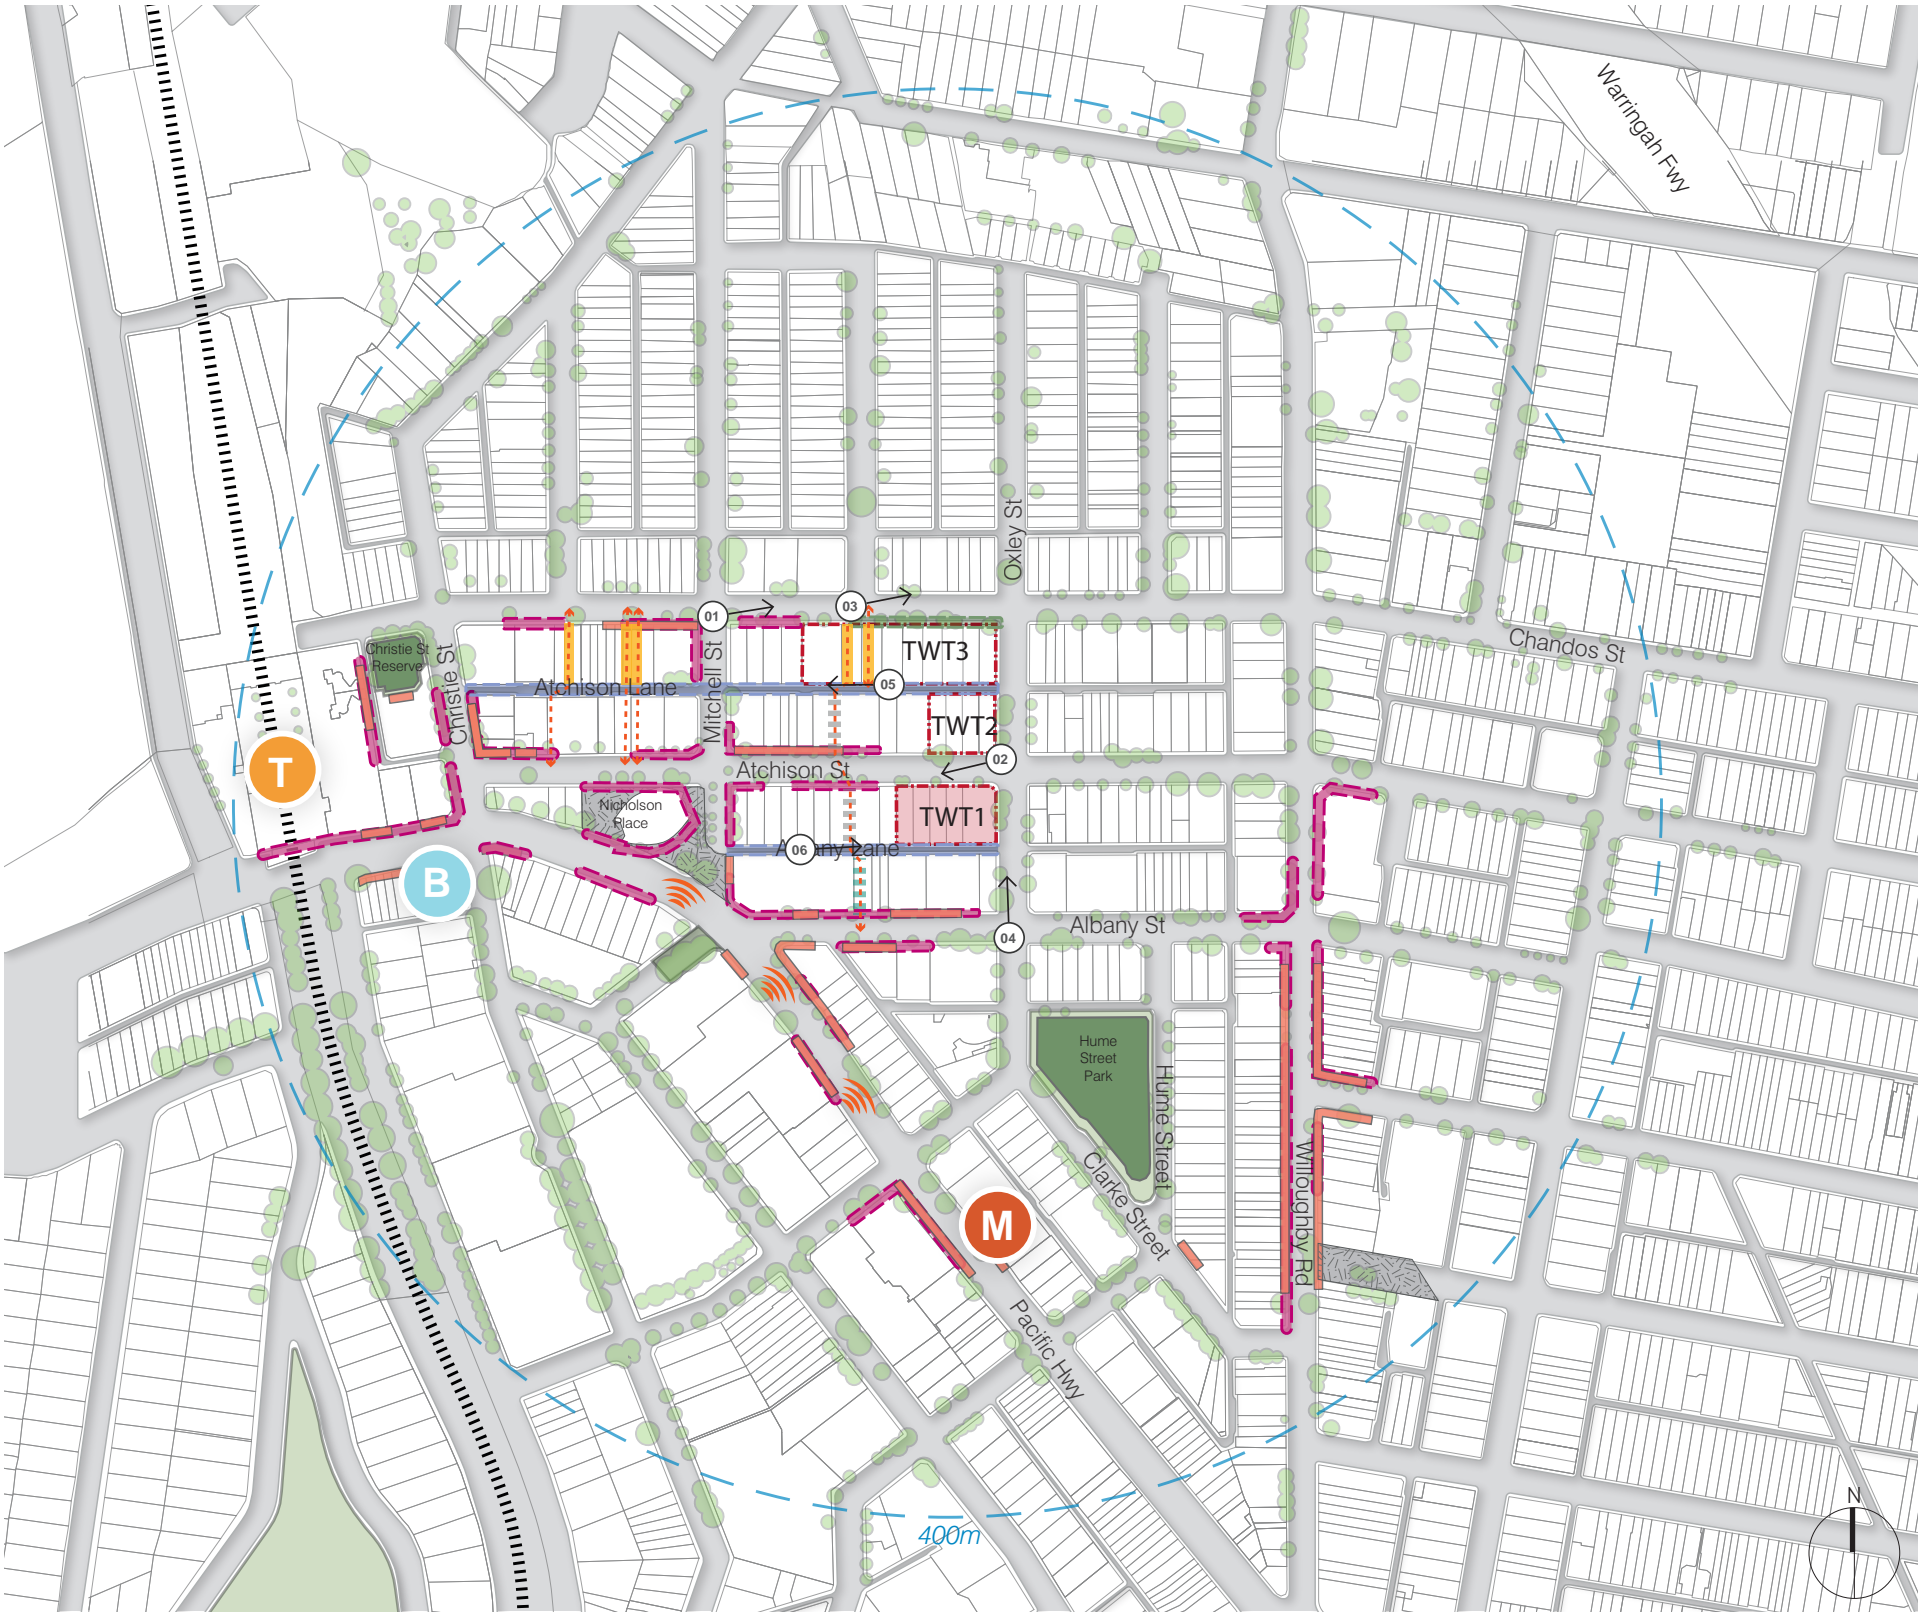 Warringah Fwy
Oxley St
01
03
Chandos St
Christie St
Reserve
Christie St
Mitchell St
TWT3
Atchison Lane
05
TWT2
02
T
Atchison St
Nicholson
Place
TWT1
06
B
Albany St
04
Hume
Street
Park
Hume Street
Clarke Street
Willoughby Rd
M
Pacific Hwy
400m
N